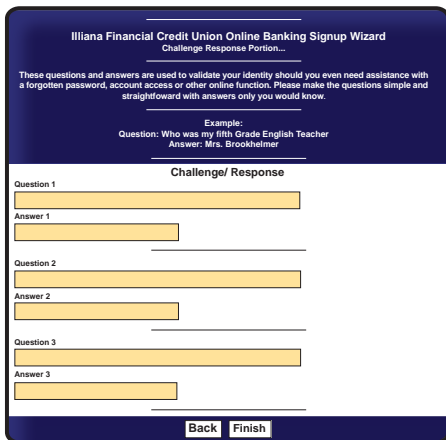 Illiana Financial Credit Union Online Banking Signup Wizard
Challenge Response Portion...
These questions and answers are used to validate your identity should you even need assistance with
a forgotten password, account access or other online function. Please make the questions simple and
straightfoward with answers only you would know.
Example:
Question: Who was my fifth Grade English Teacher
Answer: Mrs. Brookhelmer
Challenge/ Response
Question 1
Answer 1
Question 2
Answer 2
Question 3
Answer 3
Back Finish